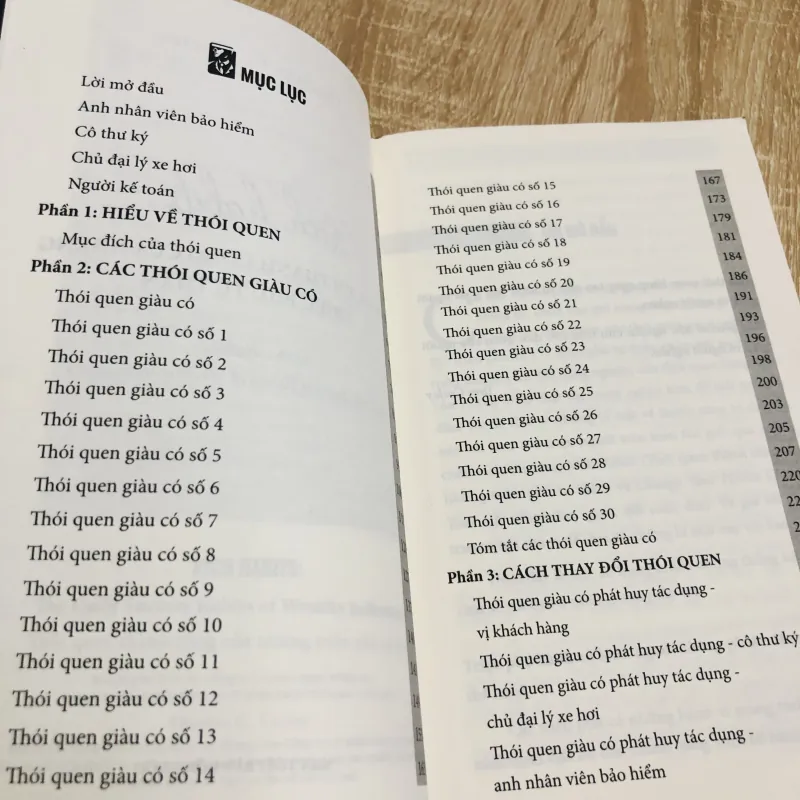 MỤC LỤC
Lời mở đầu
Anh nhân viên bảo hiểm
Cô thư ký
Chủ đại lý xe hơi
Người kế toán
Phần 1: HIỂU VỀ THÓI QUEN
Mục đích của thói quen
Phần 2: CÁC THÓI QUEN GIÀU CÓ
Thói quen giàu có
Thói quen giàu có số 1
Thói quen giàu có số 2
Thói quen giàu có số 3
Thói quen giàu có số 4
Thói quen giàu có số 5
Thói quen giàu có số 6
Thói quen giàu có số 7
Thói quen giàu có số 8
Thói quen giàu có số 9
Thói quen giàu có số 10
Thói quen giàu có số 11
Thói quen giàu có số 12
Thói quen giàu có số 13
Thói quen giàu có số 14
Thói quen giàu có số 15 167
Thói quen giàu có số 16 173
Thói quen giàu có số 17 179
Thói quen giàu có số 18 181
Thói quen giàu có số 19 184
Thói quen giàu có số 20 186
Thói quen giàu có số 21 191
Thói quen giàu có số 22 193
Thói quen giàu có số 23 196
Thói quen giàu có số 24 198
Thói quen giàu có số 25 200
Thói quen giàu có số 26 203
Thói quen giàu có số 27 205
Thói quen giàu có số 28 207
Thói quen giàu có số 29 220
Thói quen giàu có số 30
Tóm tắt các thói quen giàu có
Phần 3: CÁCH THAY ĐỔI THÓI QUEN
Thói quen giàu có phát huy tác dụng -
vị khách hàng
Thói quen giàu có phát huy tác dụng - cô thư ký
Thói quen giàu có phát huy tác dụng -
chủ đại lý xe hơi
Thói quen giàu có phát huy tác dụng -
anh nhân viên bảo hiểm